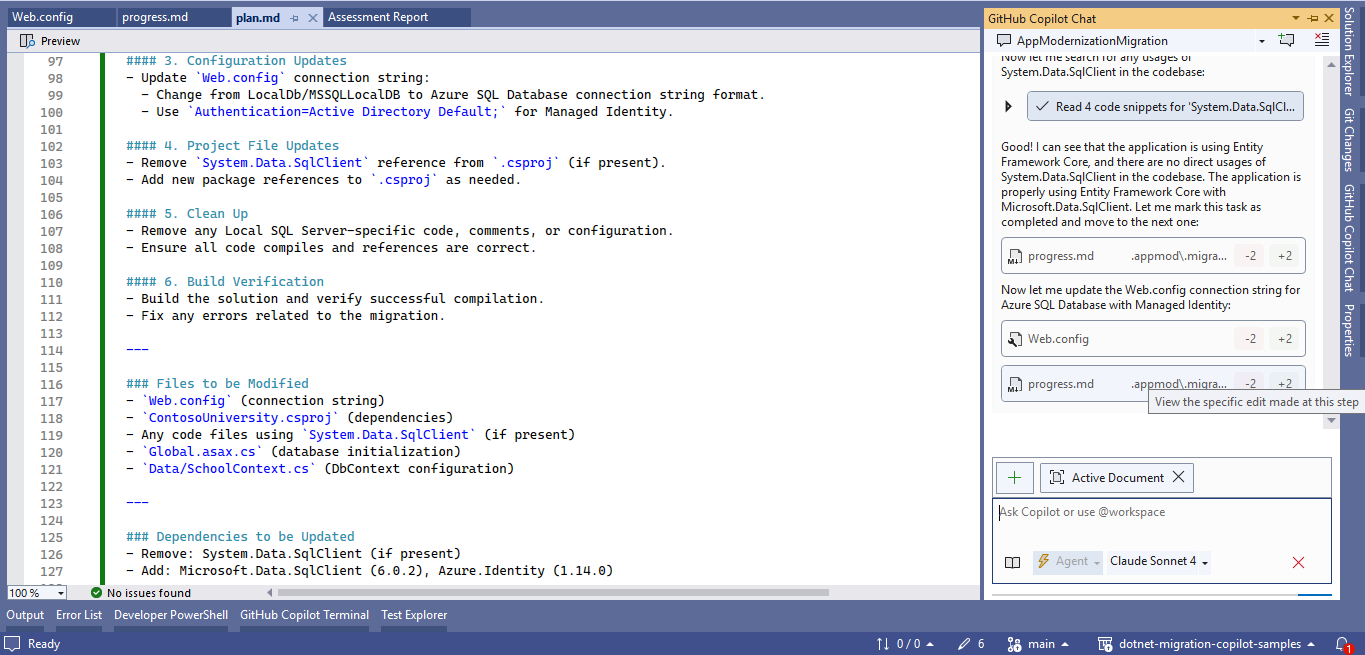 Web.config
progress.md
plan.md
Assessment Report
Preview
97 #### 3. Configuration Updates
98 - Update `Web.config` connection string:
99 - Change from LocalDb/MSSQLLocalDB to Azure SQL Database connection string format.
100 - Use `Authentication=Active Directory Default;` for Managed Identity.
101
102 #### 4. Project File Updates
103 - Remove `System.Data.SqlClient` reference from `.csproj` (if present).
104 - Add new package references to `.csproj` as needed.
105
106 #### 5. Clean Up
107 - Remove any Local SQL Server-specific code, comments, or configuration.
108 - Ensure all code compiles and references are correct.
109
110 #### 6. Build Verification
111 - Build the solution and verify successful compilation.
112 - Fix any errors related to the migration.
113
114 ---
115
116 ### Files to be Modified
117 - `Web.config` (connection string)
118 - `ContosoUniversity.csproj` (dependencies)
119 - Any code files using `System.Data.SqlClient` (if present)
120 - `Global.asax.cs` (database initialization)
121 - `Data/SchoolContext.cs` (DbContext configuration)
122
123 ---
124
125 ### Dependencies to be Updated
126 - Remove: System.Data.SqlClient (if present)
127 - Add: Microsoft.Data.SqlClient (6.0.2), Azure.Identity (1.14.0)
100 %
No issues found
GitHub Copilot Chat
AppModernizationMigration
Now let me search for any usages of
System.Data.SqlClient in the codebase:
Read 4 code snippets for 'System.Data.SqlCl...
Good! I can see that the application is using Entity
Framework Core, and there are no direct usages of
System.Data.SqlClient in the codebase. The application is
properly using Entity Framework Core with
Microsoft.Data.SqlClient. Let me mark this task as
completed and move to the next one:
progress.md .appmod\.migra... -2 +2
Now let me update the Web.config connection string for
Azure SQL Database with Managed Identity:
Web.config -2 +2
progress.md .appmod\.migra... -2 +2
View the specific edit made at this step
Active Document
Ask Copilot or use @workspace
Agent
Claude Sonnet 4
Solution Explorer
Git Changes
GitHub Copilot Chat
Properties
Output
Error List
Developer PowerShell
GitHub Copilot Terminal
Test Explorer
Ready
0 / 0
6
main
dotnet-migration-copilot-samples
1